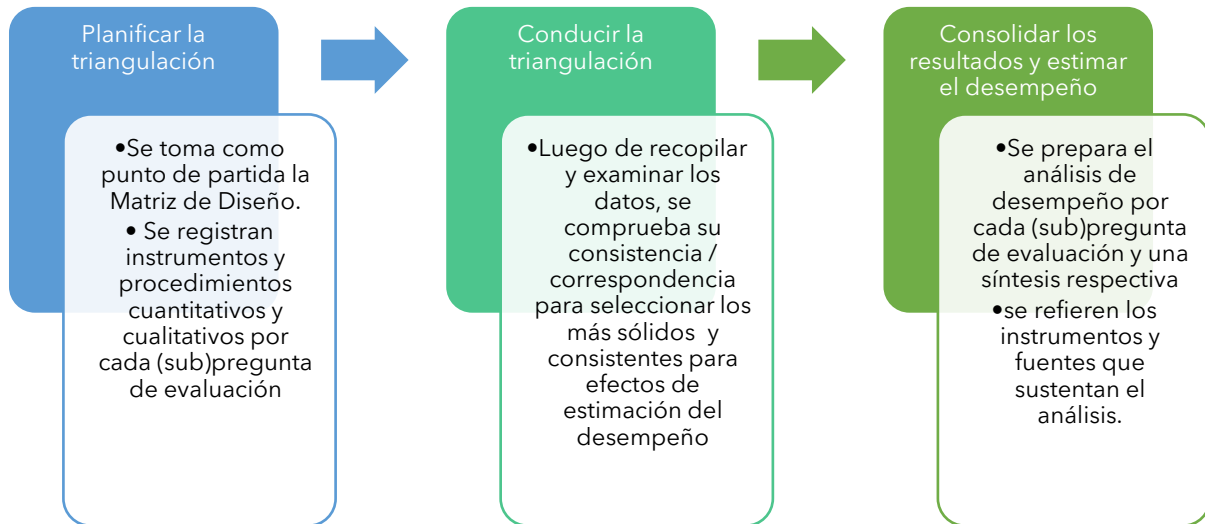 Planificar la
triangulación
•Se toma como
punto de partida la
Matriz de Diseño.
• Se registran
instrumentos y
procedimientos
cuantitativos y
cualitativos por
cada (sub)pregunta
de evaluación
Conducir la
triangulación
•Luego de recopilar
y examinar los
datos, se
comprueba su
consistencia /
correspondencia
para seleccionar los
más sólidos y
consistentes para
efectos de
estimación del
desempeño
Consolidar los
resultados y estimar
el desempeño
•Se prepara el
análisis de
desempeño por
cada (sub)pregunta
de evaluación y una
síntesis respectiva
•se refieren los
instrumentos y
fuentes que
sustentan el
análisis.